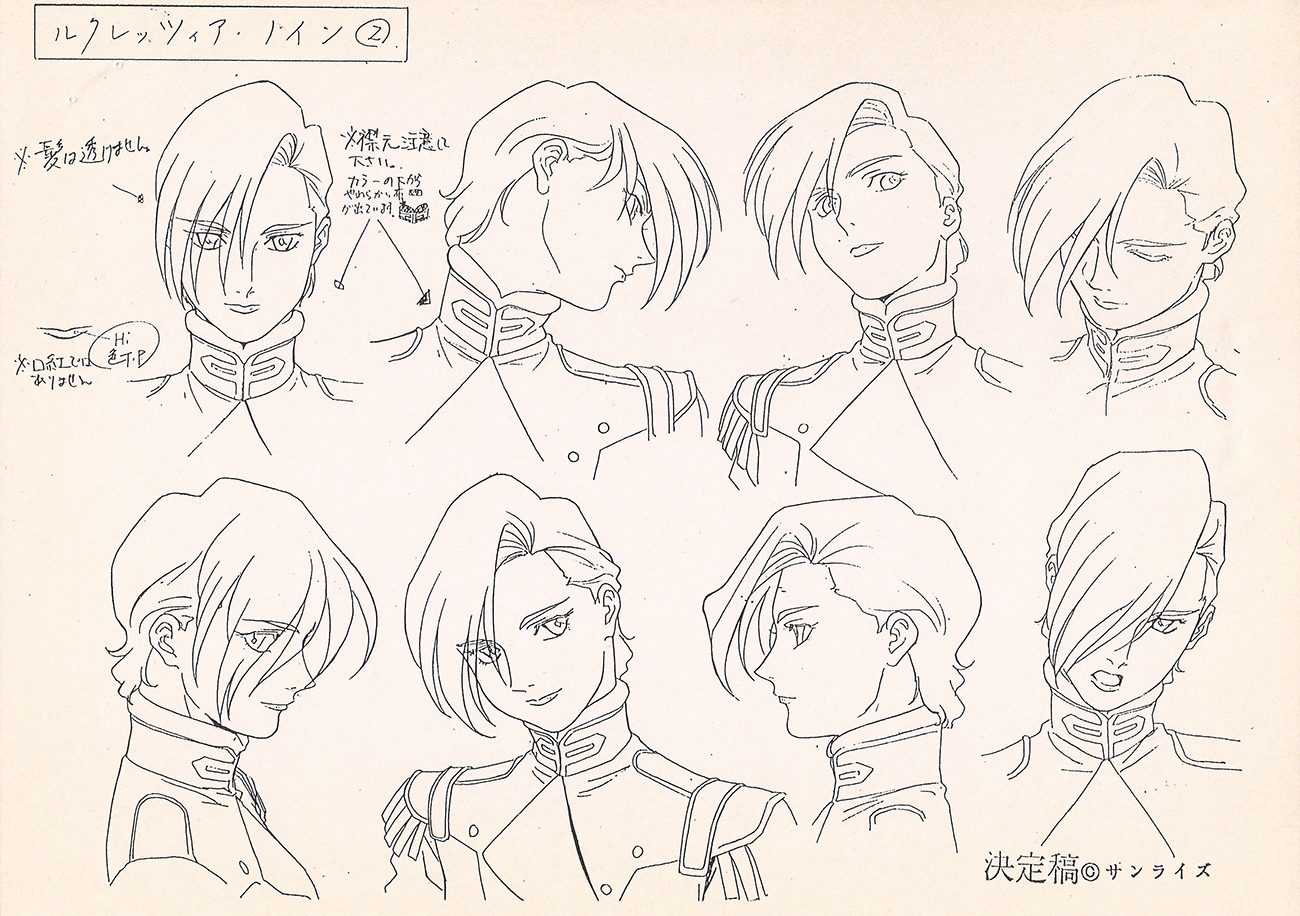 ルクレッツィア・ノイン②
※髪は透けません。
※襟元注意して
下さい。
カラーの下から
やわらかい布
が出ています
Hi
色T.P
※口紅では
ありません
決定稿©サンライズ